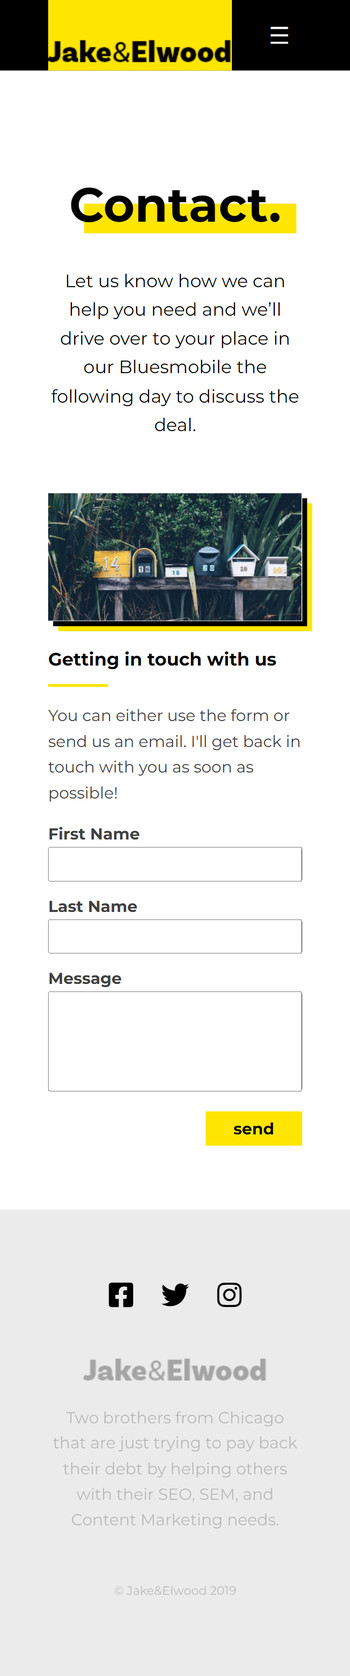 Jake&Elwood
Contact.
Let us know how we can
help you need and we’ll
drive over to your place in
our Bluesmobile the
following day to discuss the
deal.
14
Getting in touch with us
You can either use the form or
send us an email. I'll get back in
touch with you as soon as
possible!
First Name
Last Name
Message
send
Jake&Elwood
Two brothers from Chicago
that are just trying to pay back
their debt by helping others
with their SEO, SEM, and
Content Marketing needs.
© Jake&Elwood 2019